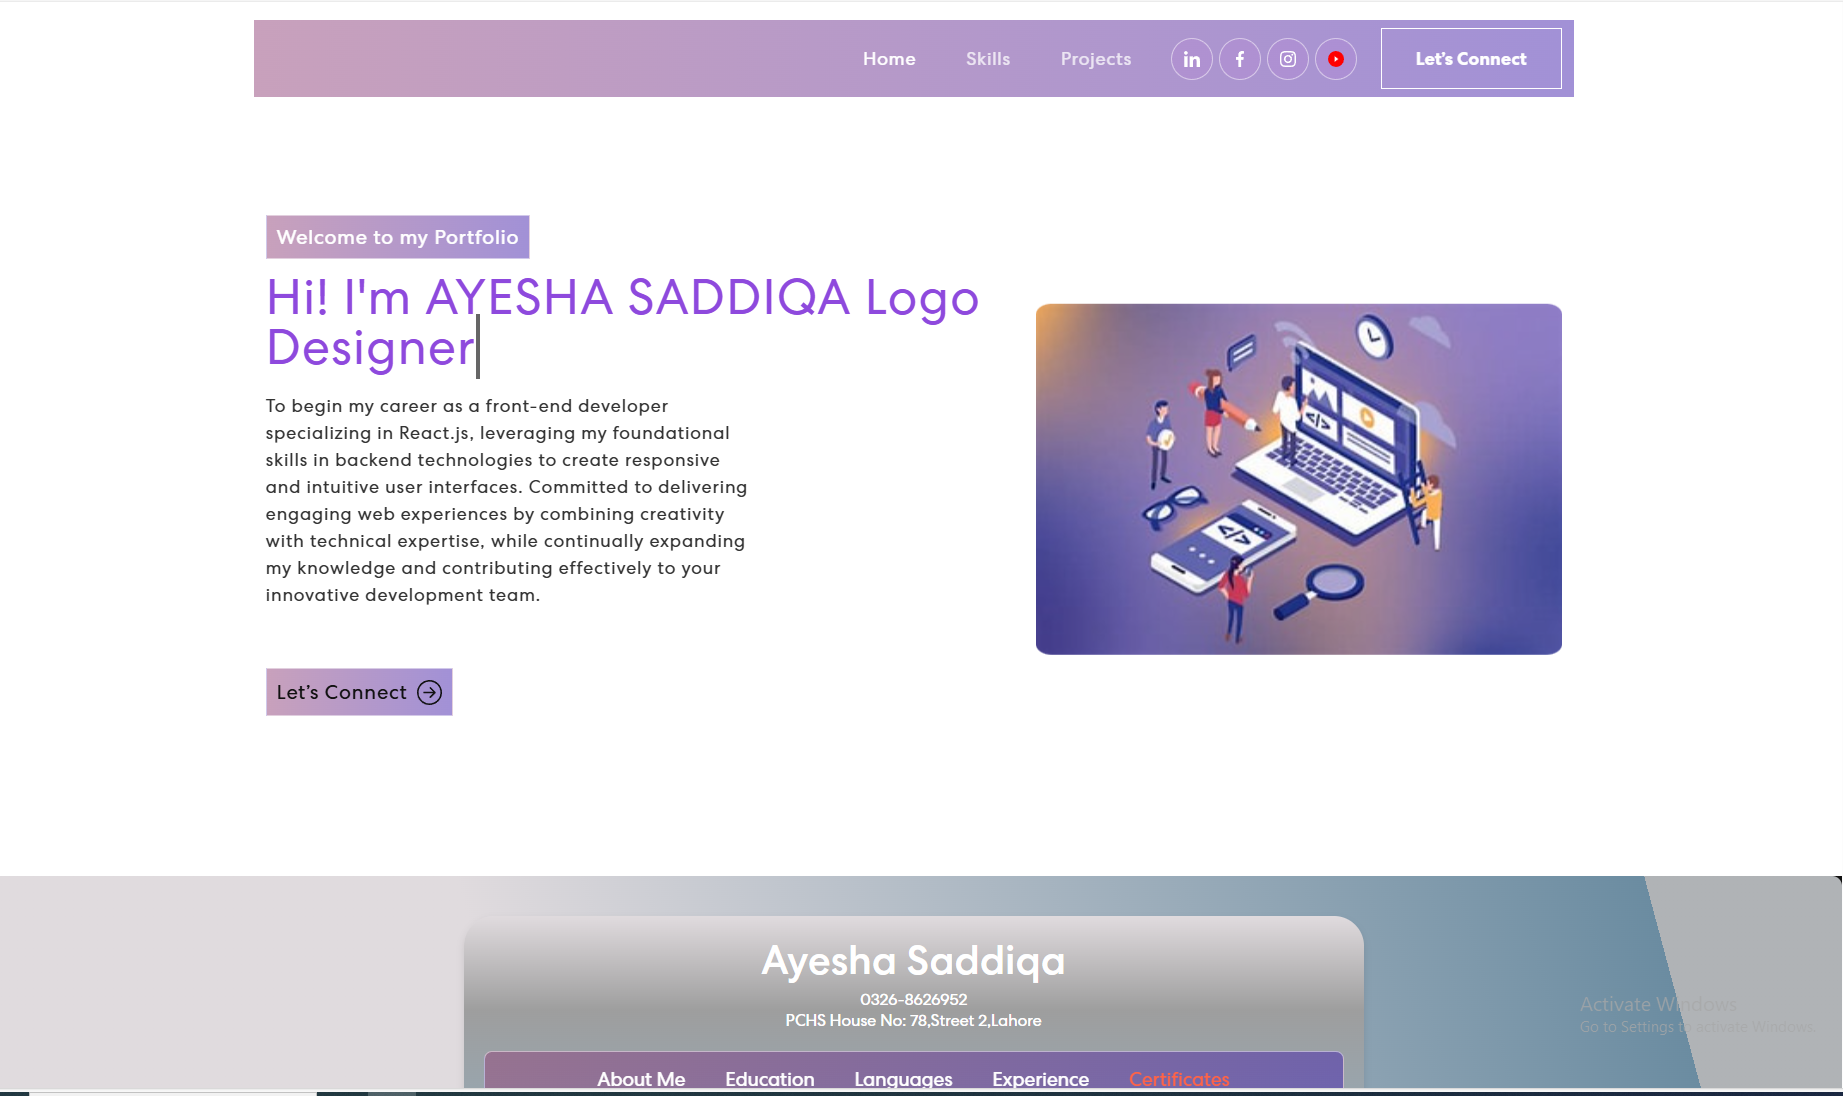 Home Skills Projects in f Let's Connect
Welcome to my Portfolio
Hi! I'm AYESHA SADDIQA Logo
Designer
To begin my career as a front-end developer
specializing in React.js, leveraging my foundational
skills in backend technologies to create responsive
and intuitive user interfaces. Committed to delivering
engaging web experiences by combining creativity
with technical expertise, while continually expanding
my knowledge and contributing effectively to your
innovative development team.
</>
</>
Let's Connect
Ayesha Saddiqa
0326-8626952
PCHS House No: 78,Street 2,Lahore
Activate Windows
Go to Settings to activate Windows.
About Me Education Languages Experience Certificates